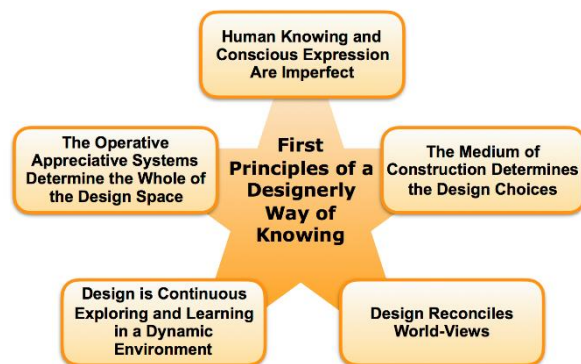 Human Knowing and
Conscious Expression
Are Imperfect
The Operative
Appreciative Systems
Determine the Whole of
the Design Space
First
Principles of a
Designerly
Way of
Knowing
The Medium of
Construction Determines
the Design Choices
Design is Continuous
Exploring and Learning
in a Dynamic
Environment
Design Reconciles
World-Views